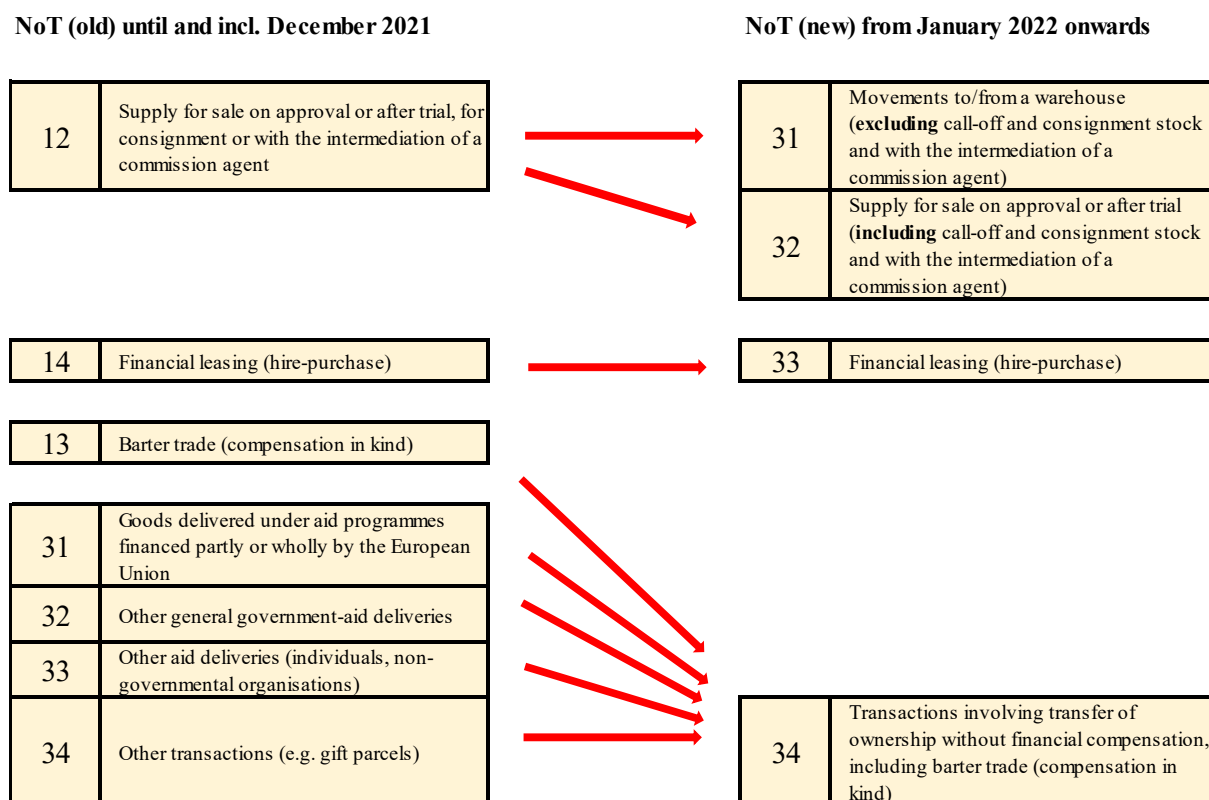 NoT (old) until and incl. December 2021
NoT (new) from January 2022 onwards
12
Supply for sale on approval or after trial, for
consignment or with the intermediation of a
commission agent
31
Movements to/from a warehouse
(excluding call-off and consignment stock
and with the intermediation of a
commission agent)
32
Supply for sale on approval or after trial
(including call-off and consignment stock
and with the intermediation of a
commission agent)
14
Financial leasing (hire-purchase)
33
Financial leasing (hire-purchase)
13
Barter trade (compensation in kind)
31
Goods delivered under aid programmes
financed partly or wholly by the European
Union
32
Other general government-aid deliveries
33
Other aid deliveries (individuals, non-
governmental organisations)
34
Other transactions (e.g. gift parcels)
34
Transactions involving transfer of
ownership without financial compensation,
including barter trade (compensation in
kind)